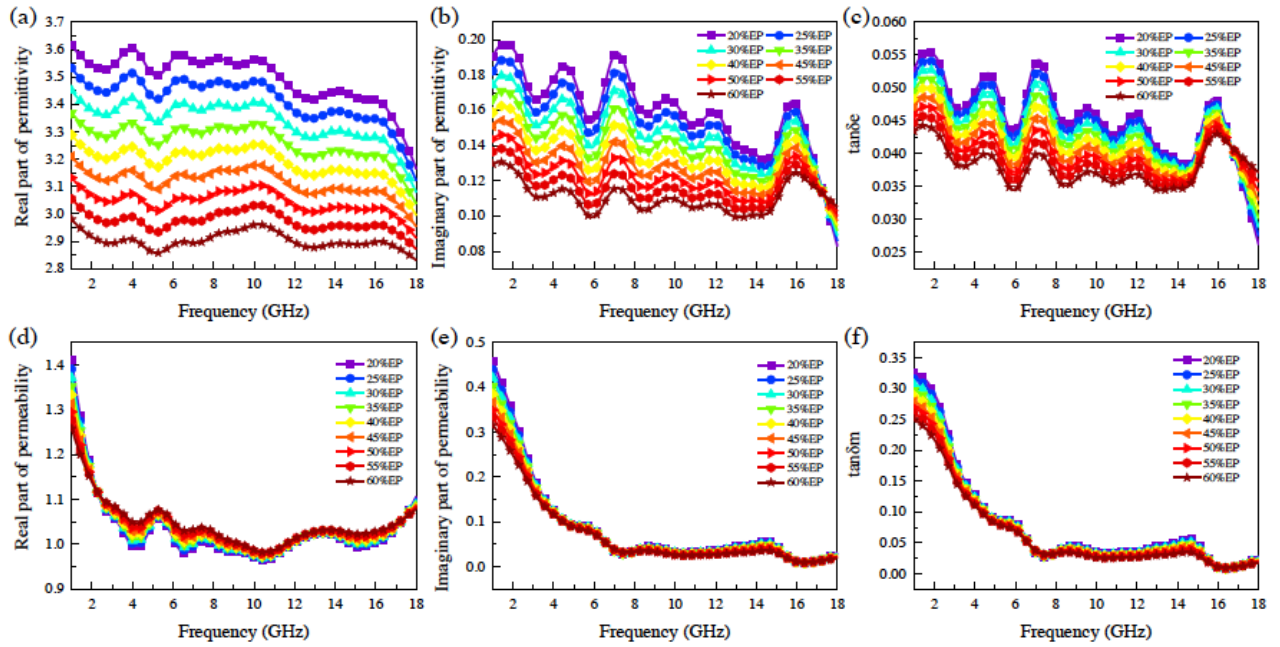 (a)
Real part of permittivity
3.7
3.6
3.5
3.4
3.3
3.2
3.1
3.0
2.9
2.8
2 4 6 8 10 12 14 16 18
Frequency (GHz)
(b)
Imaginary part of permittivity
0.20
0.18
0.16
0.14
0.12
0.10
0.08
20%EP 25%EP
30%EP 35%EP
40%EP 45%EP
50%EP 55%EP
60%EP
2 4 6 8 10 12 14 16 18
Frequency (GHz)
(c)
tanδe
0.060
0.055
0.050
0.045
0.040
0.035
0.030
0.025
20%EP 25%EP
30%EP 35%EP
40%EP 45%EP
50%EP 55%EP
60%EP
2 4 6 8 10 12 14 16 18
Frequency (GHz)
(d)
Real part of permeability
1.4
1.3
1.2
1.1
1.0
0.9
20%EP
25%EP
30%EP
35%EP
40%EP
45%EP
50%EP
55%EP
60%EP
2 4 6 8 10 12 14 16 18
Frequency (GHz)
(e)
Imaginary part of permeability
0.5
0.4
0.3
0.2
0.1
0.0
20%EP
25%EP
30%EP
35%EP
40%EP
45%EP
50%EP
55%EP
60%EP
2 4 6 8 10 12 14 16 18
Frequency (GHz)
(f)
tanδm
0.35
0.30
0.25
0.20
0.15
0.10
0.05
0.00
20%EP
25%EP
30%EP
35%EP
40%EP
45%EP
50%EP
55%EP
60%EP
2 4 6 8 10 12 14 16 18
Frequency (GHz)